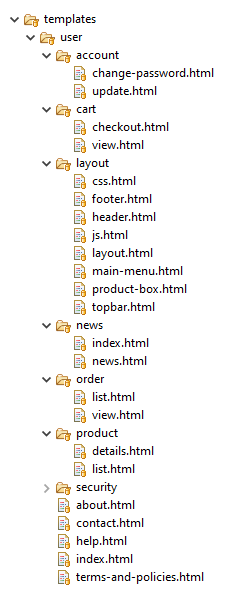 templates
user
account
change-password.html
update.html
cart
checkout.html
view.html
layout
css.html
footer.html
header.html
js.html
layout.html
main-menu.html
product-box.html
topbar.html
news
index.html
news.html
order
list.html
view.html
product
details.html
list.html
security
about.html
contact.html
help.html
index.html
terms-and-policies.html